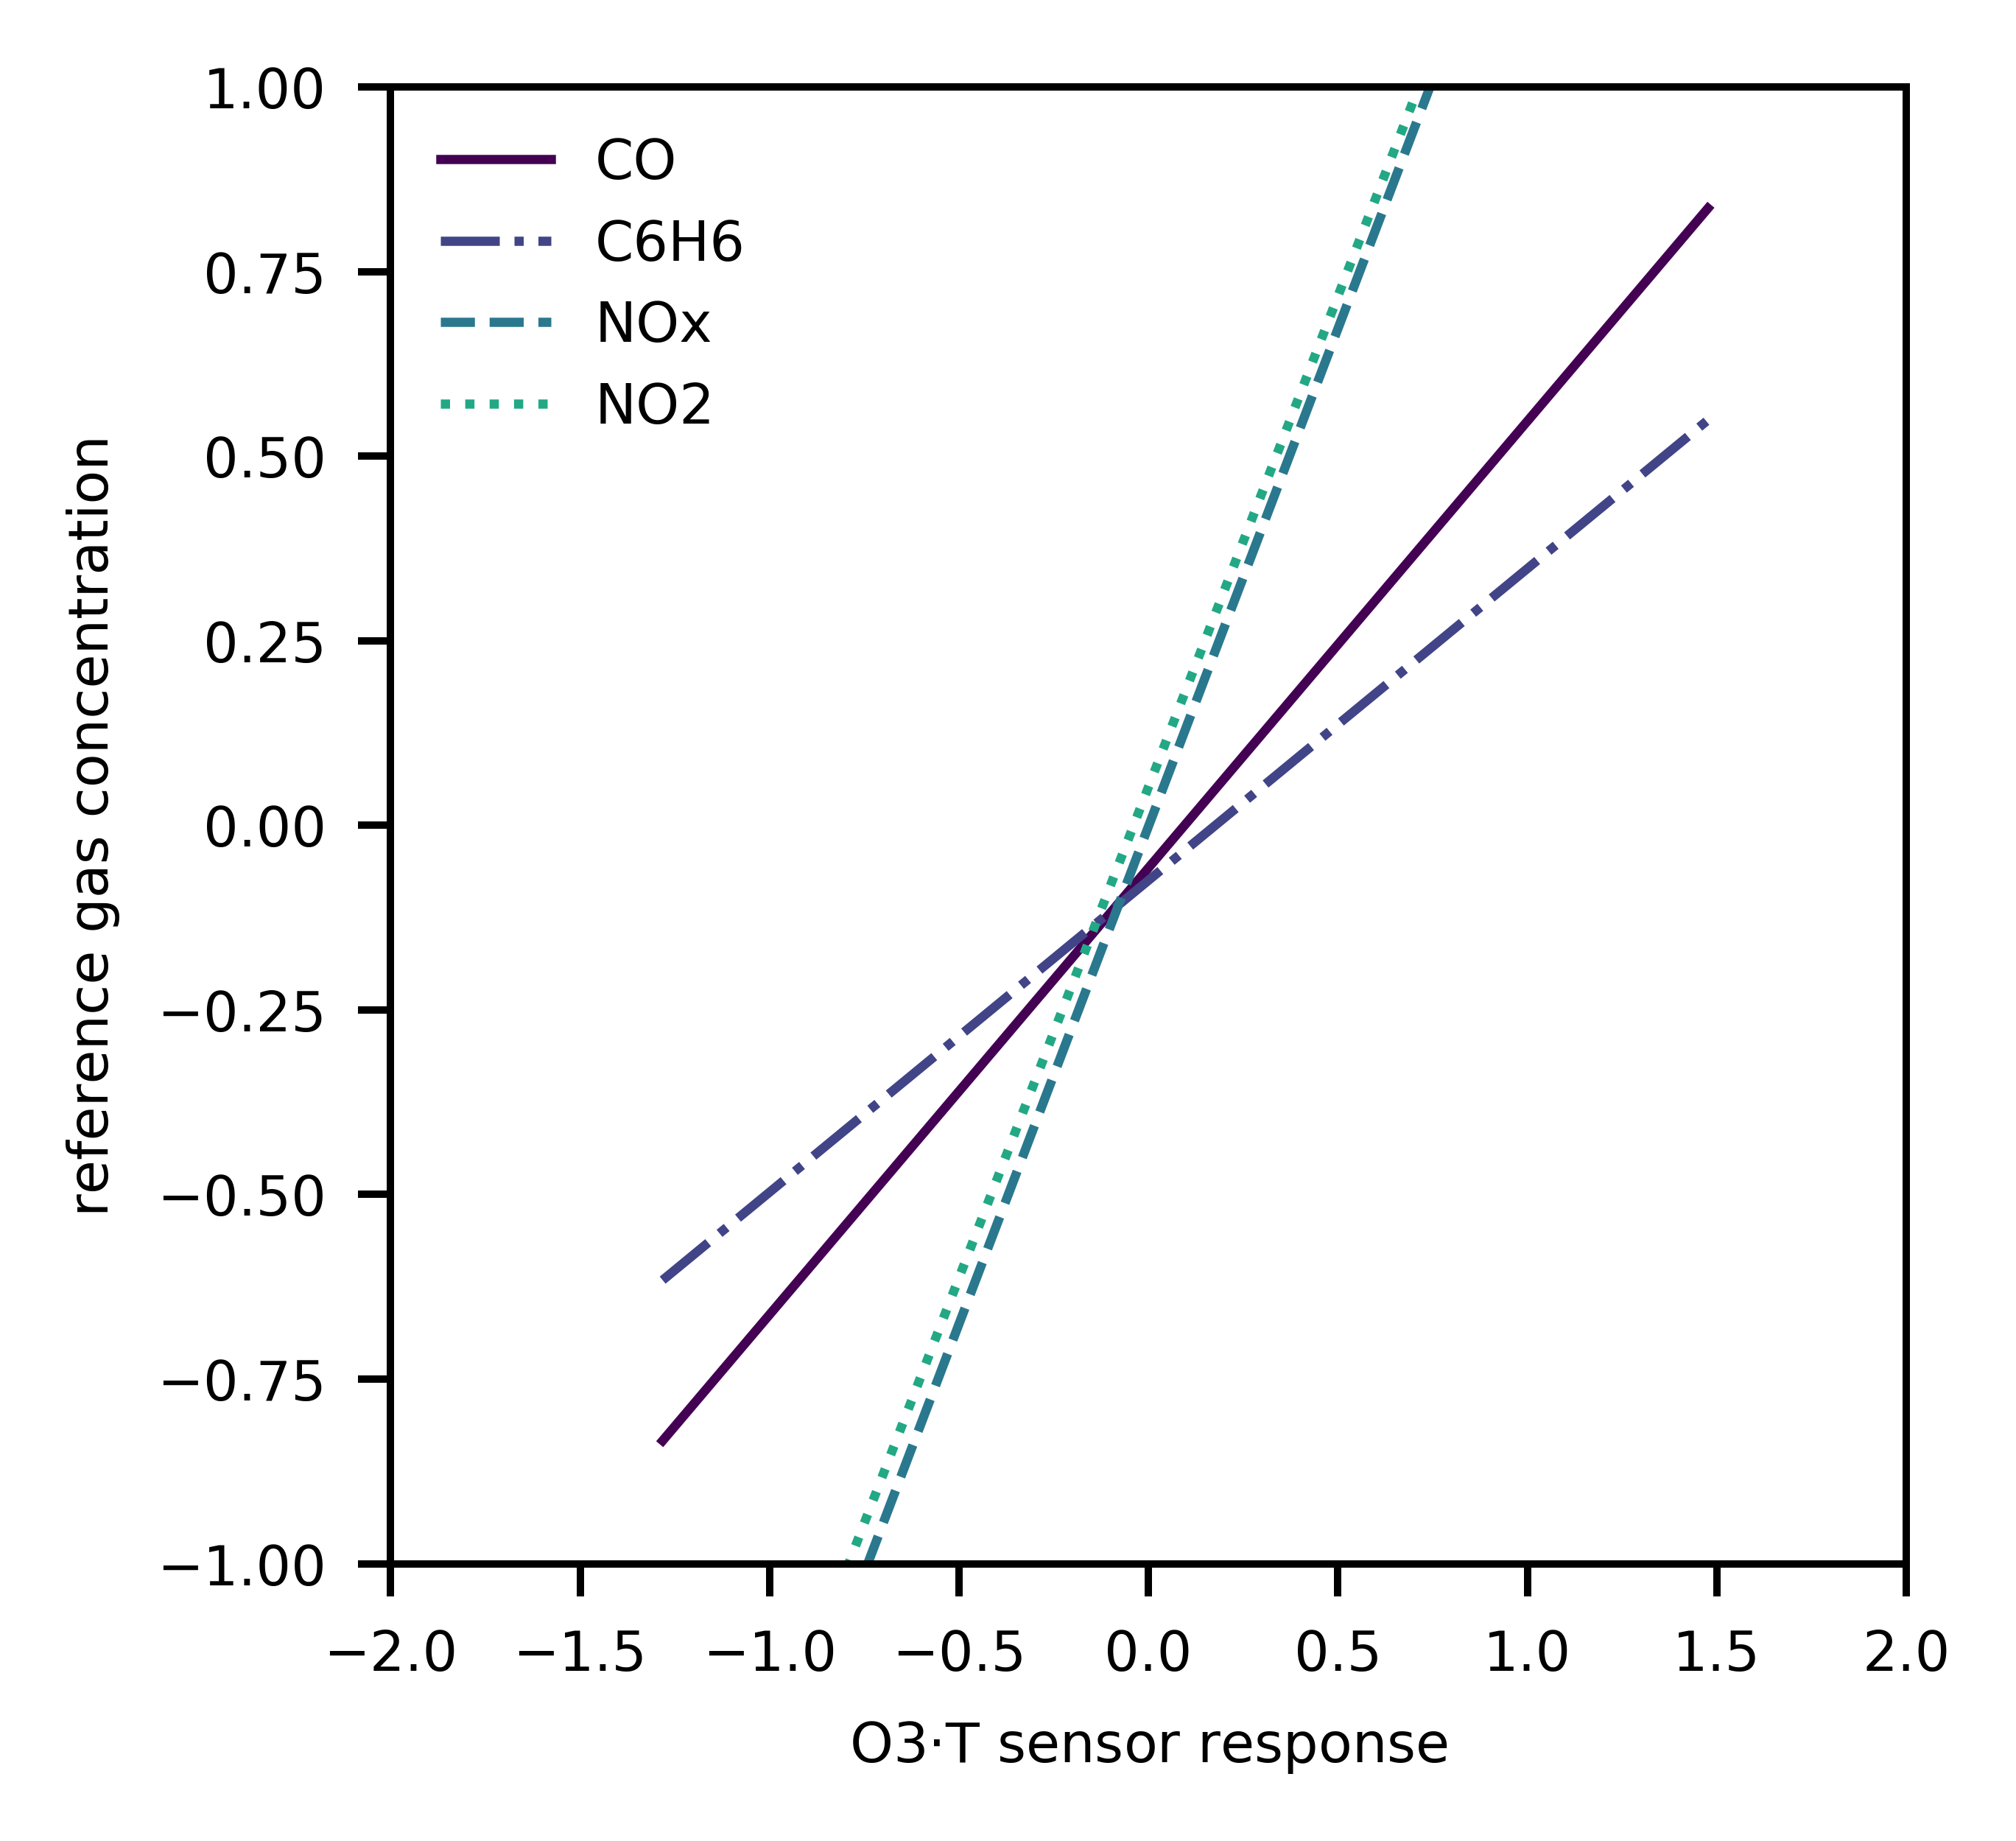 1.00
0.75
0.50
0.25
0.00
−0.25
−0.50
−0.75
−1.00
reference gas concentration
CO
C6H6
NOx
NO2
−2.0 −1.5 −1.0 −0.5 0.0 0.5 1.0 1.5 2.0
O3·T sensor response